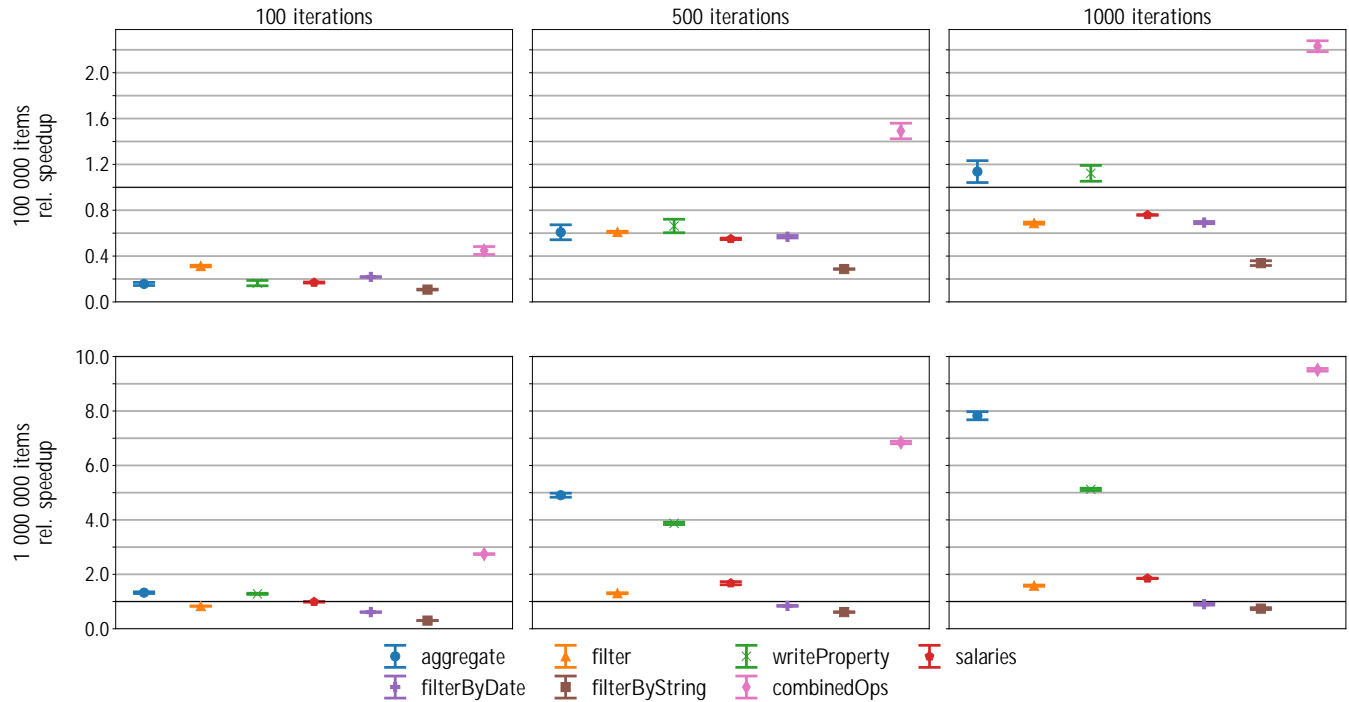 100 iterations
500 iterations
1000 iterations
100 000 items
rel. speedup
2.0
1.6
1.2
0.8
0.4
0.0
1 000 000 items
rel. speedup
10.0
8.0
6.0
4.0
2.0
0.0
aggregate
filter
writeProperty
salaries
filterByDate
filterByString
combinedOps